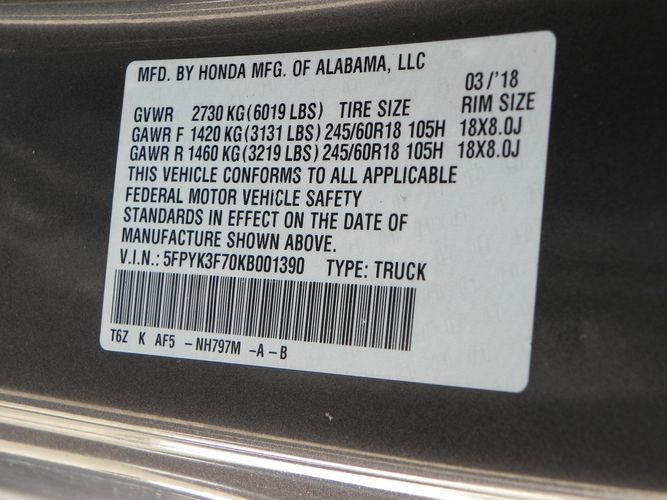 MFD. BY HONDA MFG. OF ALABAMA, LLC 03/'18
GVWR 2730 KG (6019 LBS) TIRE SIZE RIM SIZE
GAWR F 1420 KG (3131 LBS) 245/60R18 105H 18X8.0J
GAWR R 1460 KG (3219 LBS) 245/60R18 105H 18X8.0J
THIS VEHICLE CONFORMS TO ALL APPLICABLE
FEDERAL MOTOR VEHICLE SAFETY
STANDARDS IN EFFECT ON THE DATE OF
MANUFACTURE SHOWN ABOVE.
V.I.N.: 5FPYK3F70KB001390 TYPE: TRUCK
T6Z K AF5 -NH797M -A-B